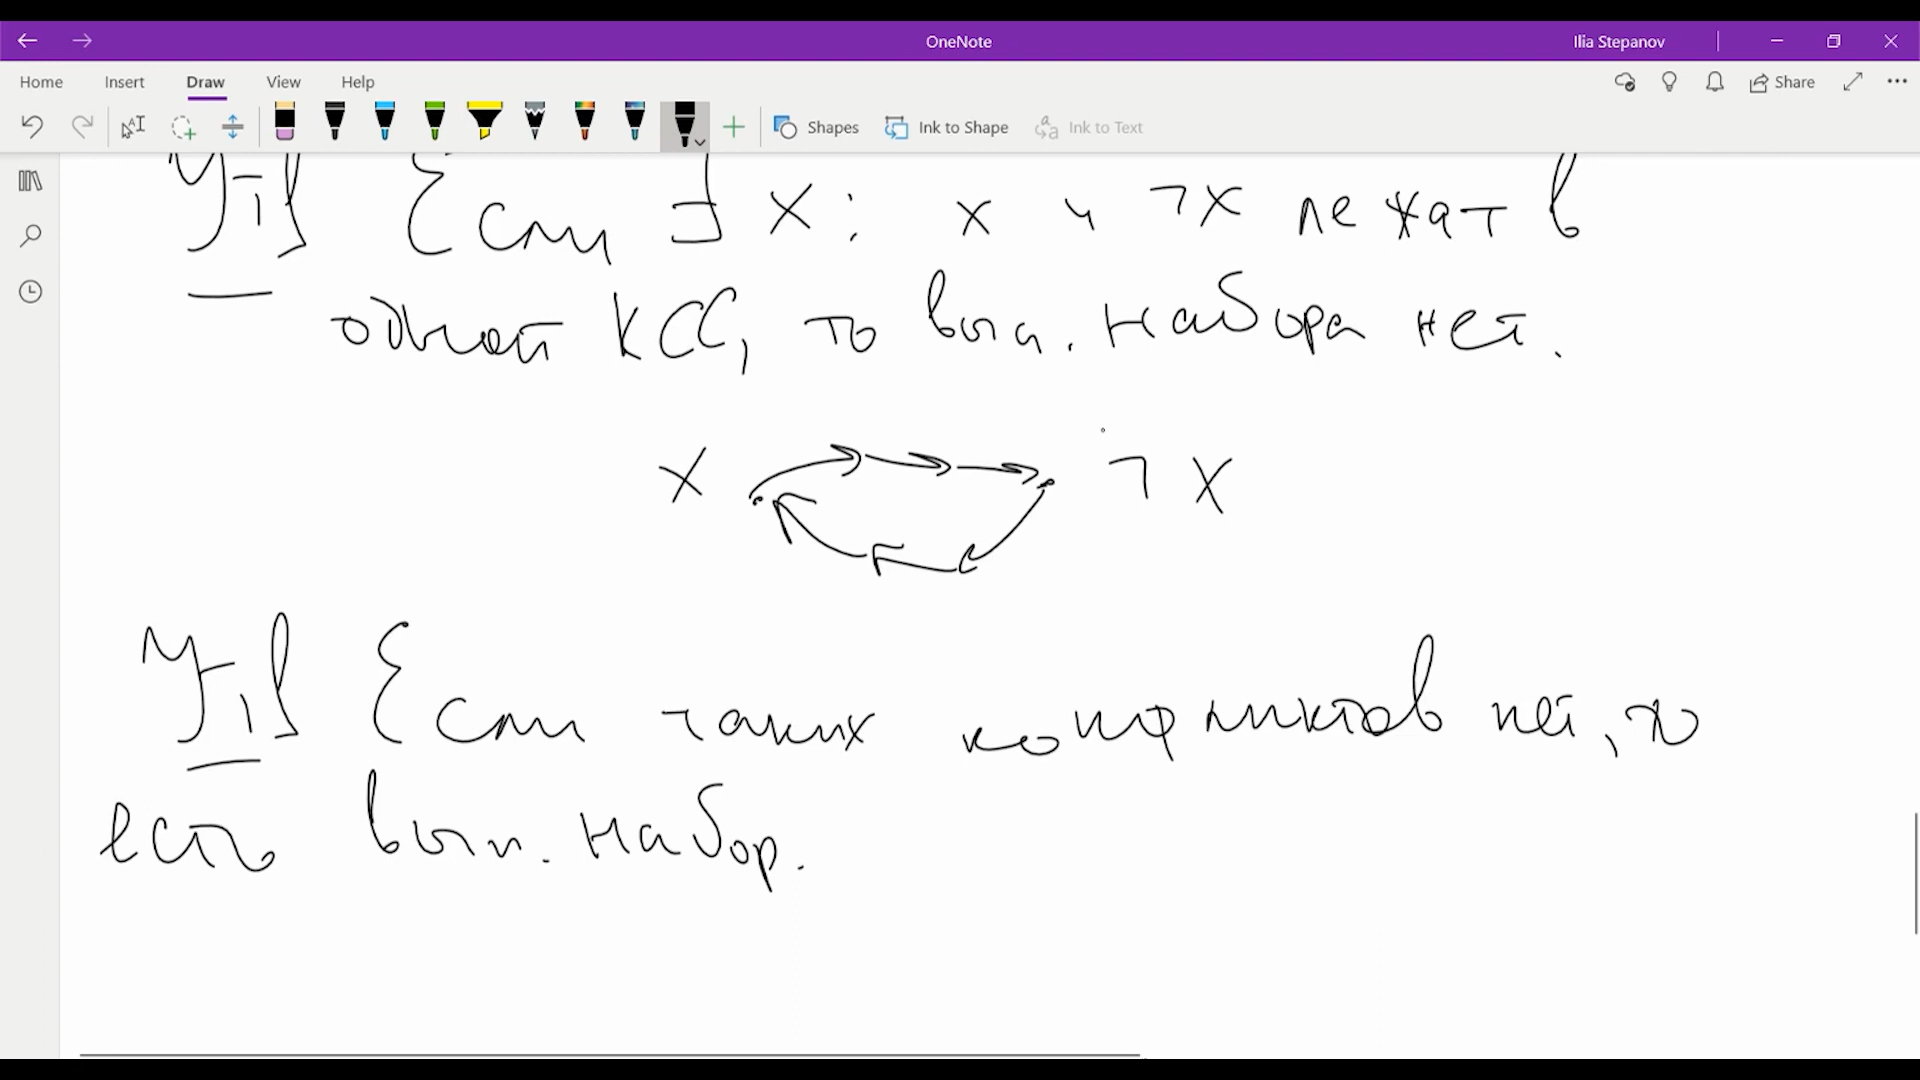 OneNote
Ilia Stepanov
Home Insert Draw View Help
Share
Shapes Ink to Shape Ink to Text
Утв Если ∃ x: x и ¬x лежат в
одной КСС, то вып. набора нет.
x ¬x
Утв Если таких конфликтов нет, то
есть вып. набор.